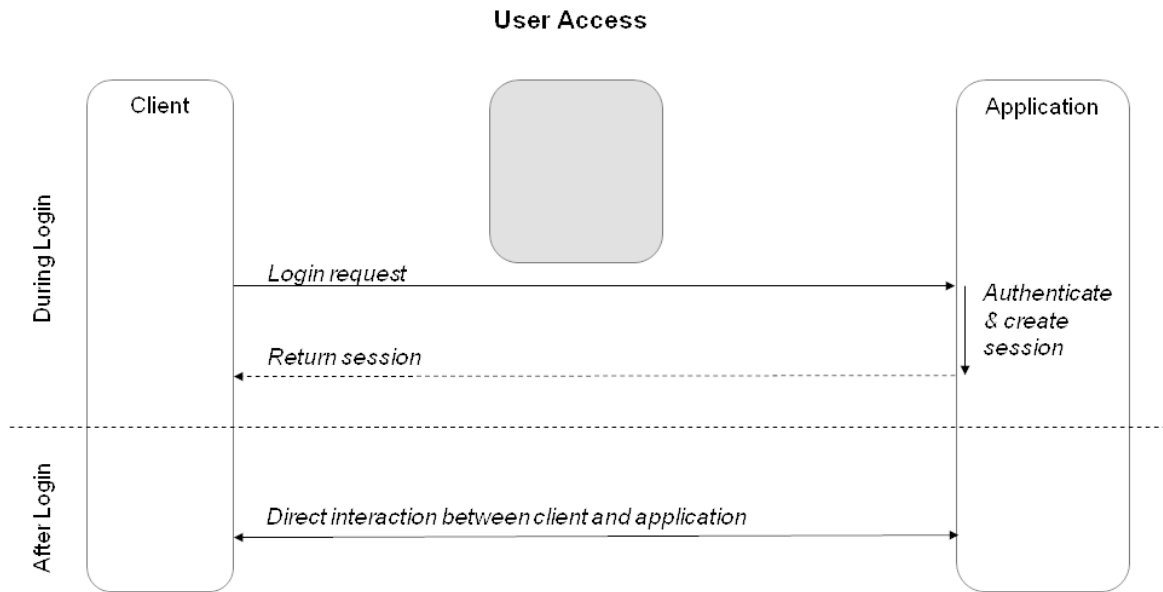 User Access
Client
Application
During Login
Login request
Authenticate
& create
session
Return session
After Login
Direct interaction between client and application